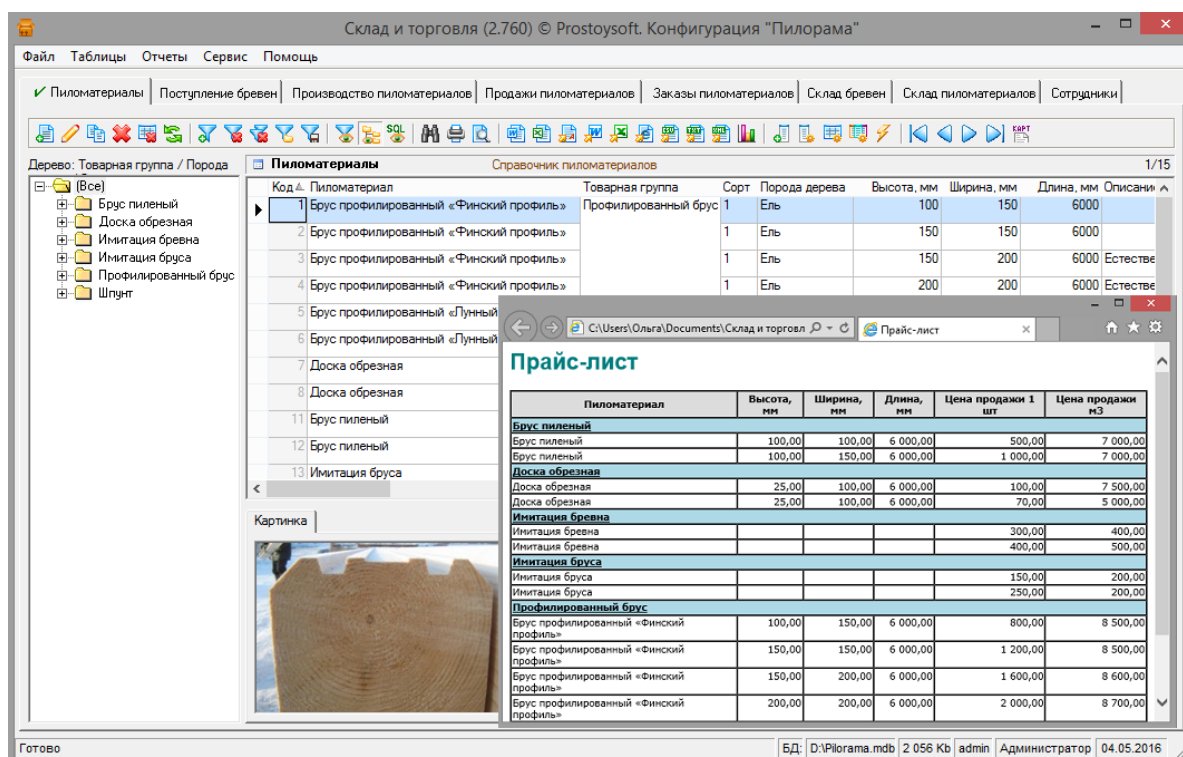 Склад и торговля (2.760) © Prostoysoft. Конфигурация "Пилорама"
Файл Таблицы Отчеты Сервис Помощь
Пиломатериалы Поступление бревен Производство пиломатериалов Продажи пиломатериалов Заказы пиломатериалов Склад бревен Склад пиломатериалов Сотрудники
SQL
Дерево: Товарная группа / Порода Пиломатериалы Справочник пиломатериалов 1/15
(Все)
Брус пиленый
Доска обрезная
Имитация бревна
Имитация бруса
Профилированный брус
Шпунт
Код Пиломатериал Товарная группа Сорт Порода дерева Высота, мм Ширина, мм Длина, мм Описани
1 Брус профилированный «Финский профиль» Профилированный брус 1 Ель 100 150 6000
2 Брус профилированный «Финский профиль» 1 Ель 150 150 6000
3 Брус профилированный «Финский профиль» 1 Ель 150 200 6000 Естестве
4 Брус профилированный «Финский профиль» 1 Ель 200 200 6000 Естестве
5 Брус профилированный «Лунный
6 Брус профилированный «Лунный
7 Доска обрезная
8 Доска обрезная
11 Брус пиленый
12 Брус пиленый
13 Имитация бруса
Картинка
C:\Users\Ольга\Documents\Склад и торговл Прайс-лист
Прайс-лист
Пиломатериал Высота, мм Ширина, мм Длина, мм Цена продажи 1 шт Цена продажи м3
Брус пиленый
Брус пиленый 100,00 100,00 6 000,00 500,00 7 000,00
Брус пиленый 100,00 150,00 6 000,00 1 000,00 7 000,00
Доска обрезная
Доска обрезная 25,00 100,00 6 000,00 100,00 7 500,00
Доска обрезная 25,00 100,00 6 000,00 70,00 5 000,00
Имитация бревна
Имитация бревна 300,00 400,00
Имитация бревна 400,00 500,00
Имитация бруса
Имитация бруса 150,00 200,00
Имитация бруса 250,00 200,00
Профилированный брус
Брус профилированный «Финский профиль» 100,00 150,00 6 000,00 800,00 8 500,00
Брус профилированный «Финский профиль» 150,00 150,00 6 000,00 1 200,00 8 500,00
Брус профилированный «Финский профиль» 150,00 200,00 6 000,00 1 600,00 8 600,00
Брус профилированный «Финский профиль» 200,00 200,00 6 000,00 2 000,00 8 700,00
Готово БД: D:\Pilorama.mdb 2 056 Kb admin Администратор 04.05.2016